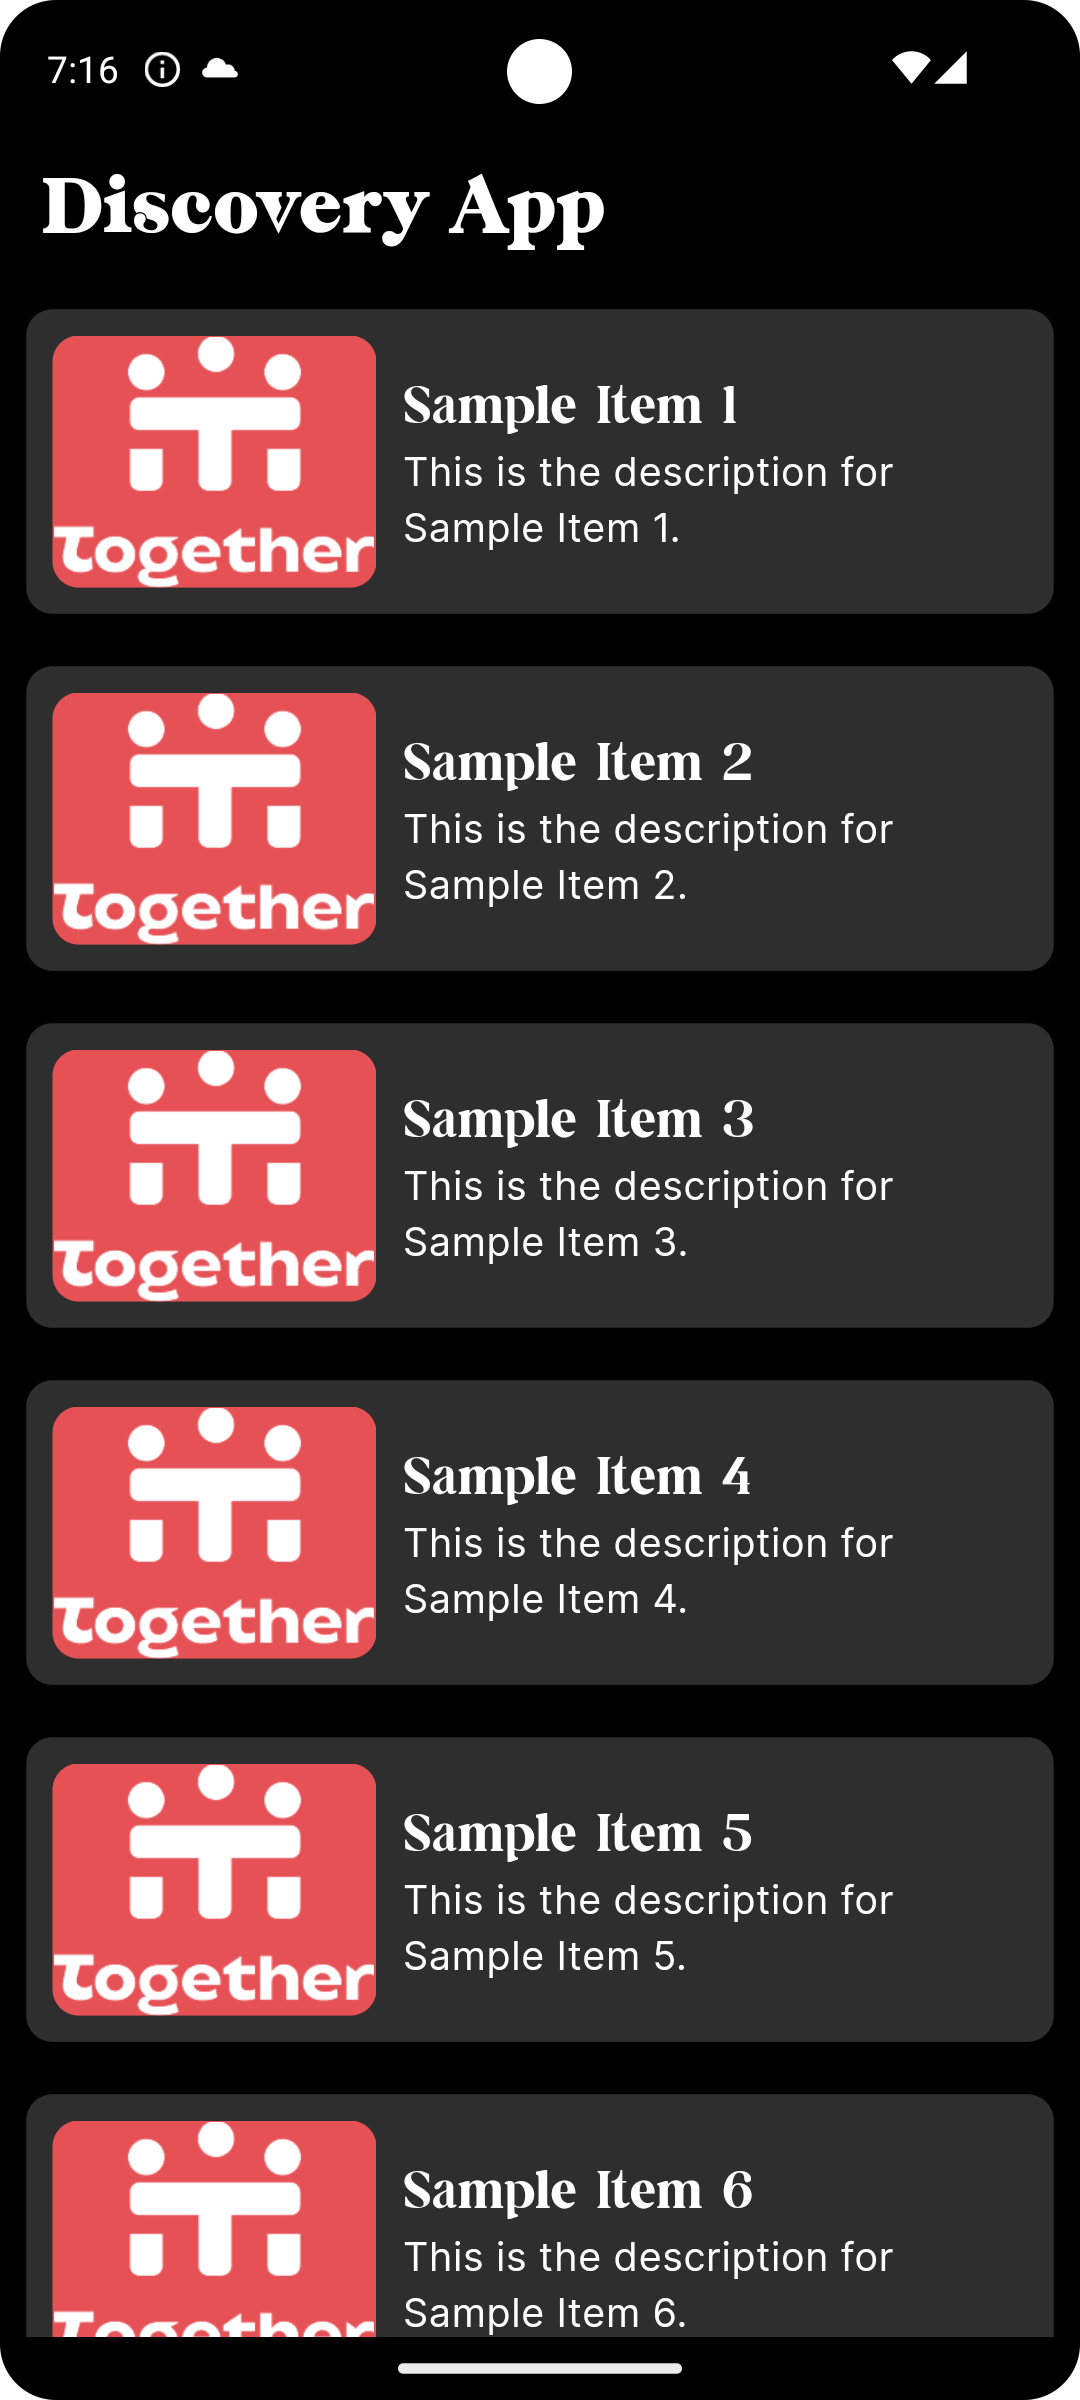 7:16
Discovery App
Together
Sample Item 1
This is the description for
Sample Item 1.
Together
Sample Item 2
This is the description for
Sample Item 2.
Together
Sample Item 3
This is the description for
Sample Item 3.
Together
Sample Item 4
This is the description for
Sample Item 4.
Together
Sample Item 5
This is the description for
Sample Item 5.
Together
Sample Item 6
This is the description for
Sample Item 6.